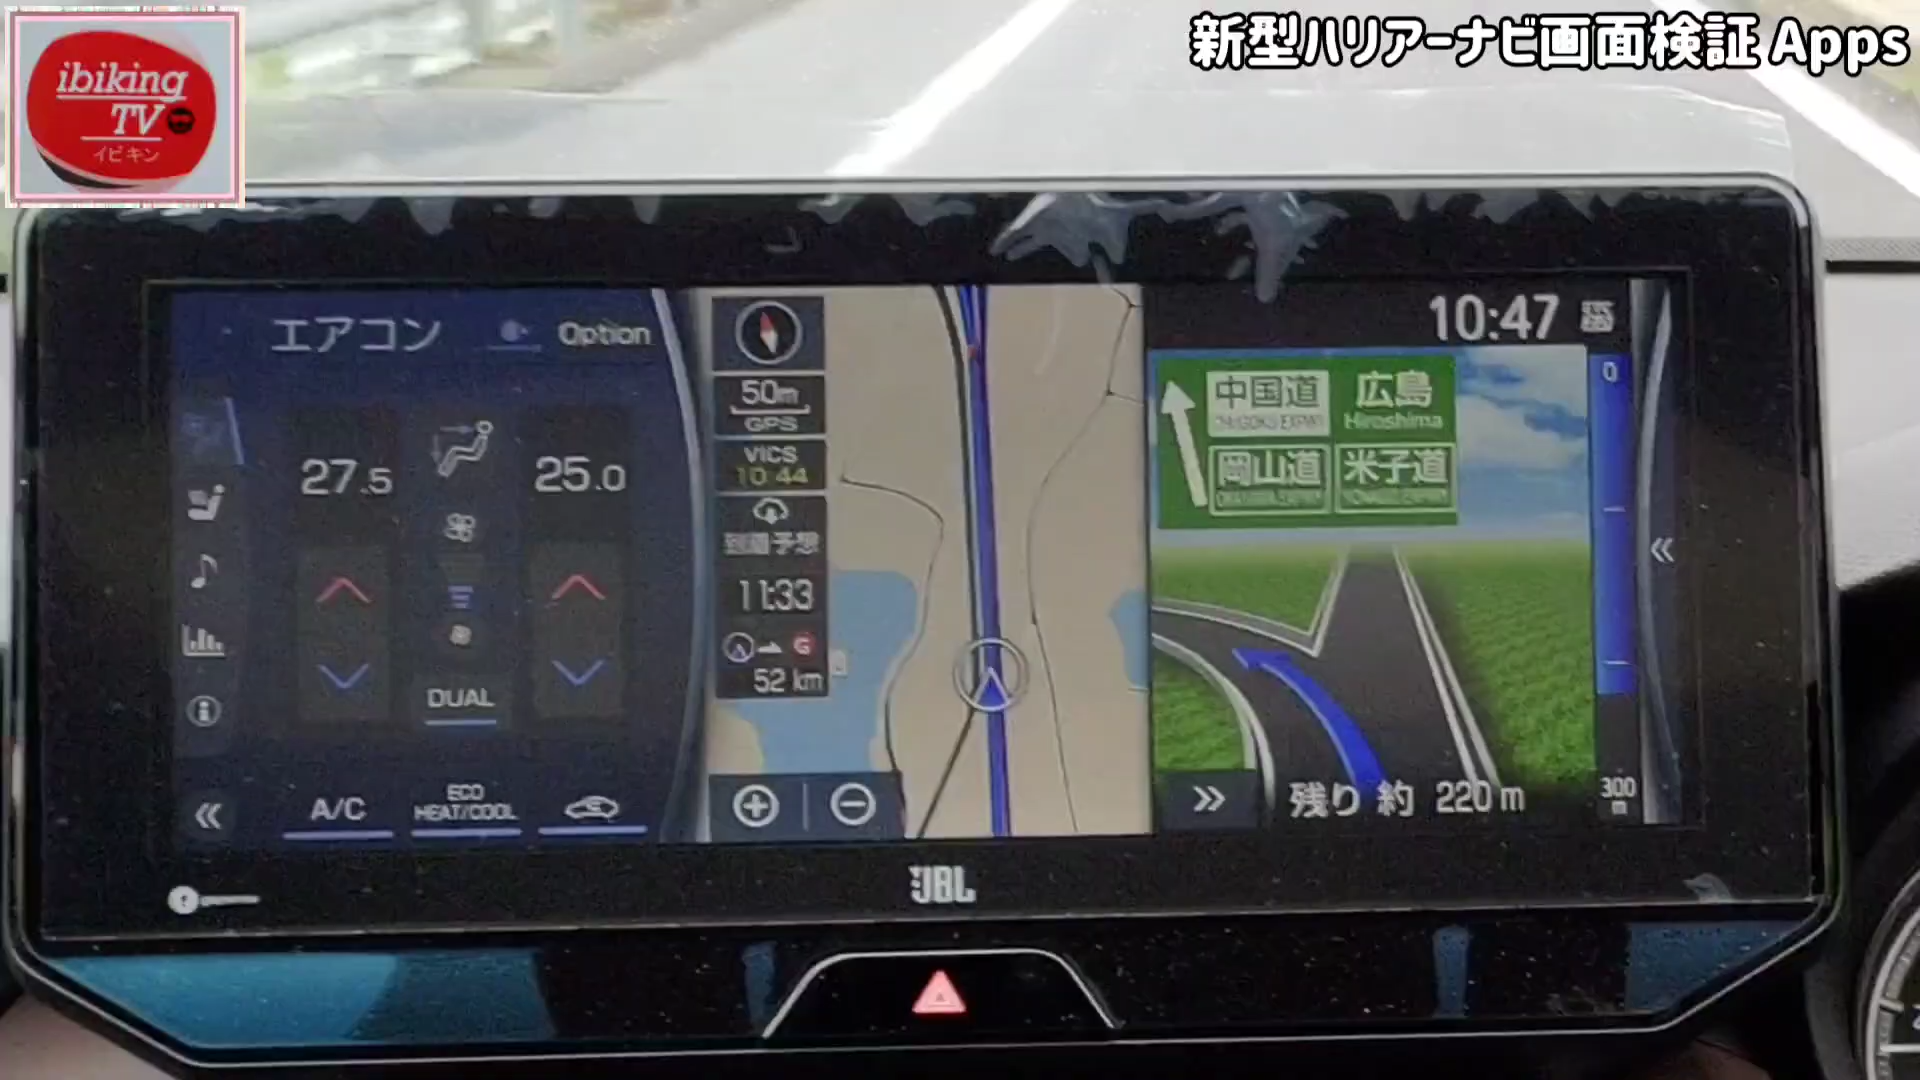 新型ハリアーナビ画面検証 Apps
ibiking
TV
イビキン
エアコン
Option
27.5
25.0
DUAL
A/C
ECO
HEAT/COOL
50m
GPS
VICS
10:44
到着予想
11:33
G
52 km
10:47
中国道
広島
Hiroshima
岡山道
米子道
0
300
m
残り 約 220 m
JBL